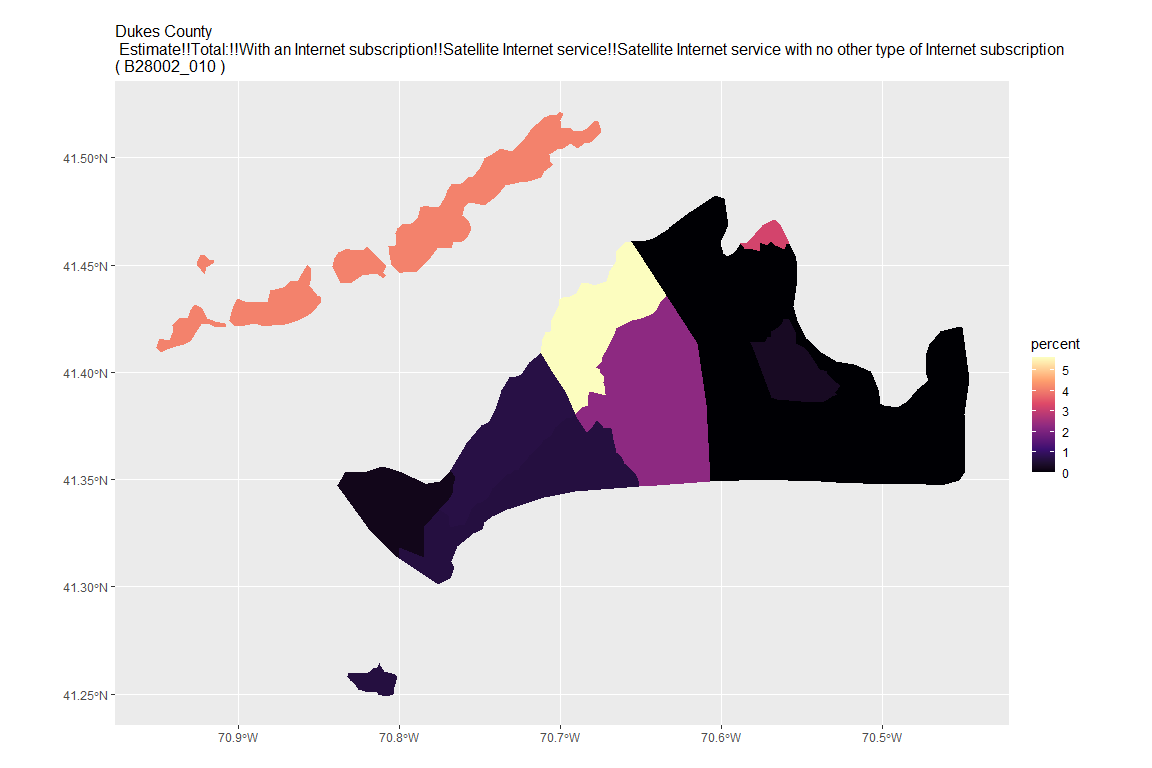 Dukes County
Estimate!!Total:!!With an Internet subscription!!Satellite Internet service!!Satellite Internet service with no other type of Internet subscription
( B28002_010 )
41.50°N
41.45°N
41.40°N
41.35°N
41.30°N
41.25°N
70.9°W 70.8°W 70.7°W 70.6°W 70.5°W
percent
5
4
3
2
1
0